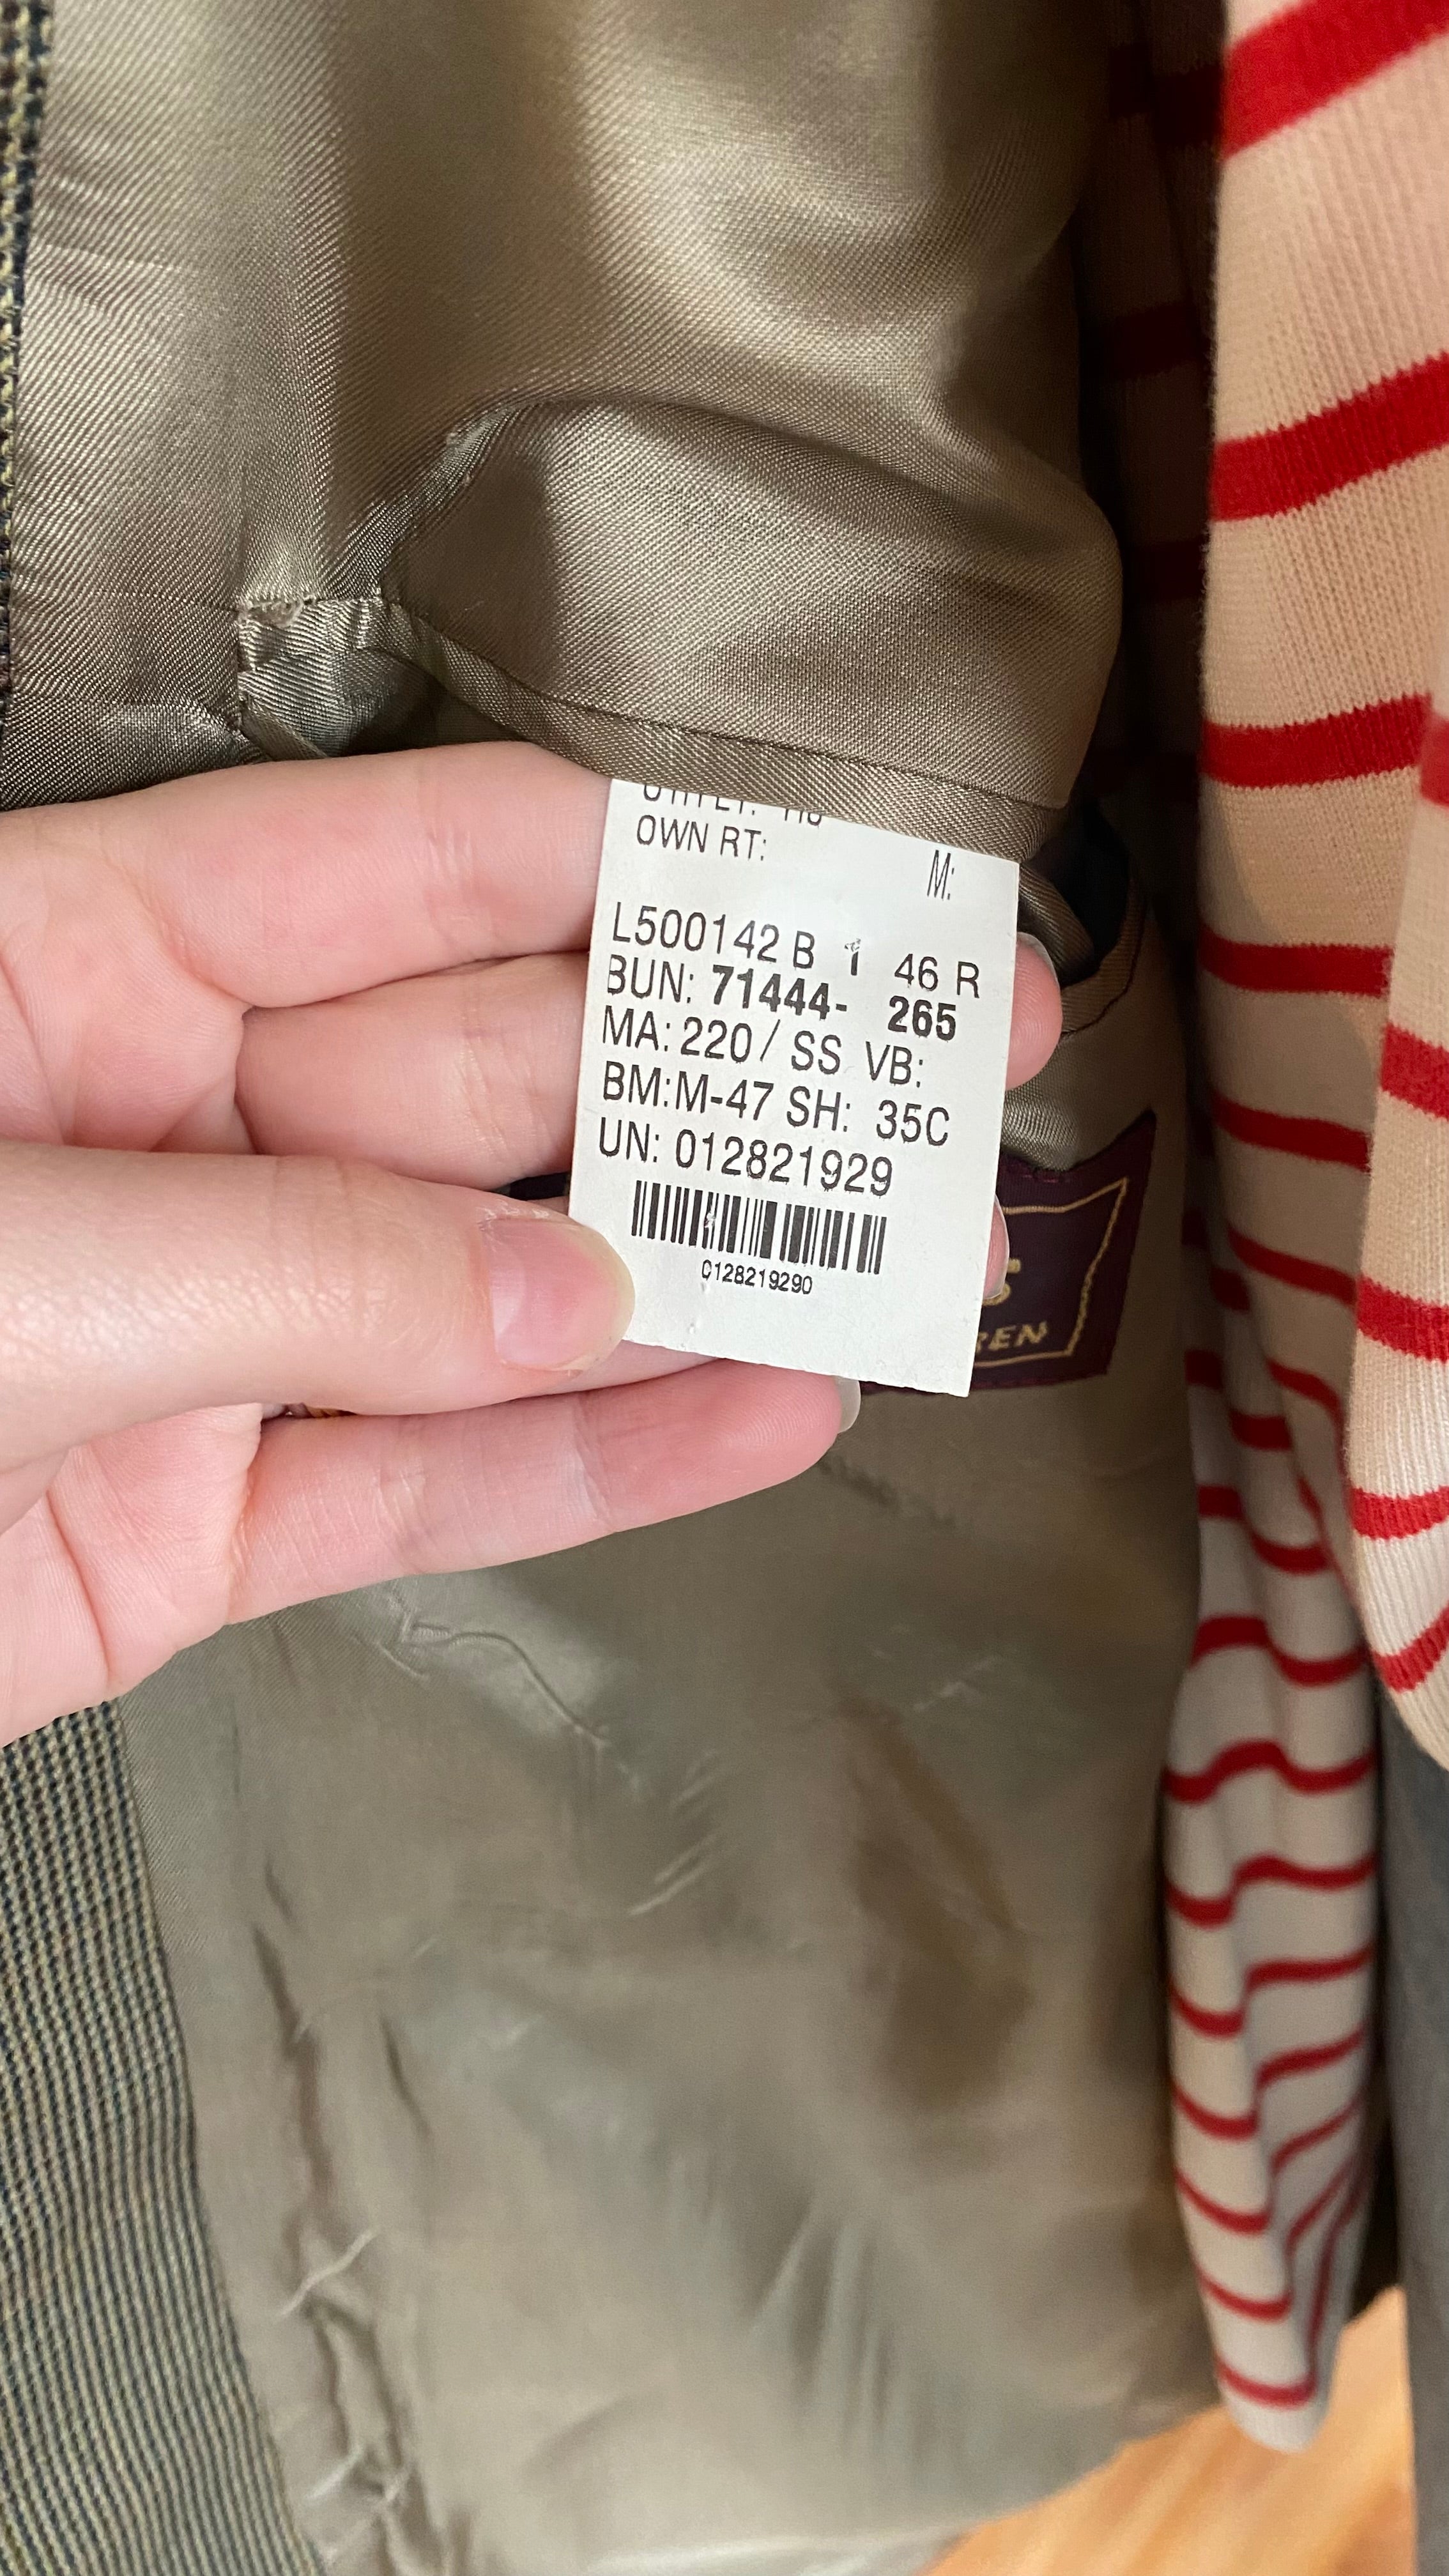 OWN RT: M:
L500142 B 1 46 R
BUN: 71444- 265
MA: 220 / SS VB:
BM:M-47 SH: 35C
UN: 012821929
0128219290